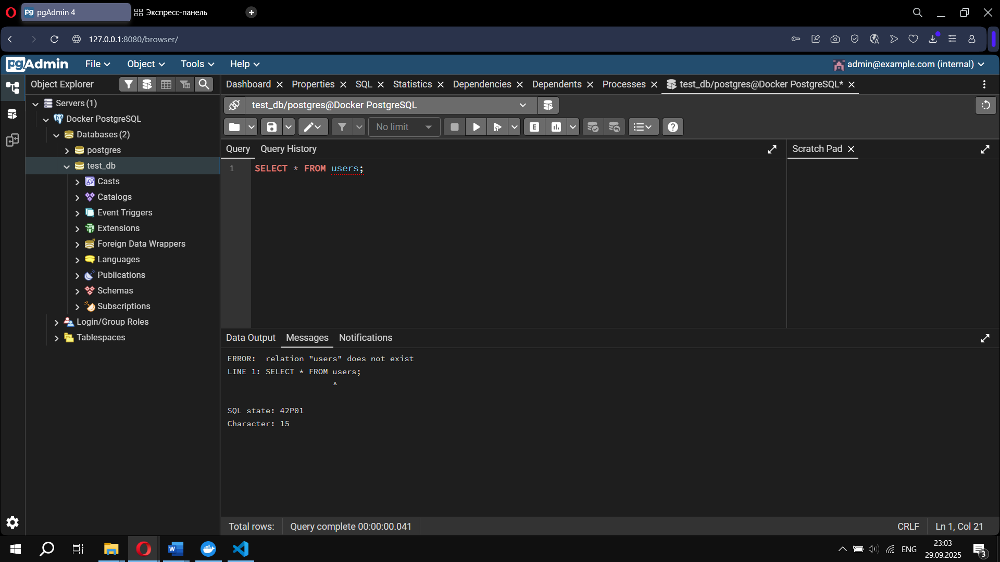 pgAdmin 4
Экспресс-панель
127.0.0.1:8080/browser/
pgAdmin
File
Object
Tools
Help
admin@example.com (internal)
Object Explorer
Dashboard
Properties
SQL
Statistics
Dependencies
Dependents
Processes
test_db/postgres@Docker PostgreSQL*
Servers (1)
Docker PostgreSQL
Databases (2)
postgres
test_db
Casts
Catalogs
Event Triggers
Extensions
Foreign Data Wrappers
Languages
Publications
Schemas
Subscriptions
Login/Group Roles
Tablespaces
test_db/postgres@Docker PostgreSQL
No limit
E
Query
Query History
Scratch Pad
1
SELECT * FROM users;
Data Output
Messages
Notifications
ERROR:  relation "users" does not exist
LINE 1: SELECT * FROM users;
^
SQL state: 42P01
Character: 15
Total rows:
Query complete 00:00:00.041
CRLF
Ln 1, Col 21
ENG
23:03
29.09.2025
3